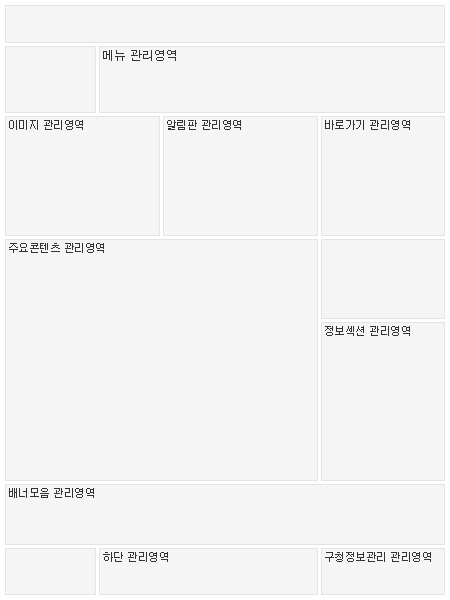 메뉴 관리영역
이미지 관리영역
알림판 관리영역
바로가기 관리영역
주요콘텐츠 관리영역
정보섹션 관리영역
배너모음 관리영역
하단 관리영역
구청정보관리 관리영역